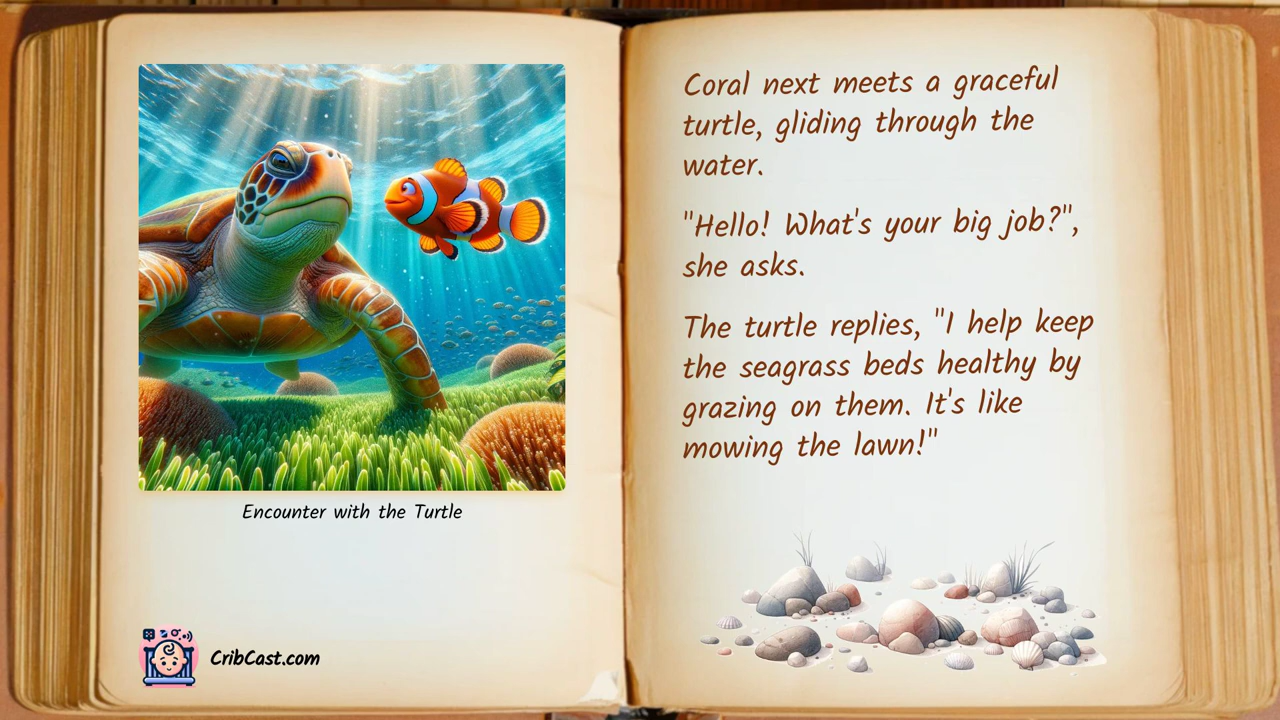 Encounter with the Turtle
CribCast.com
Coral next meets a graceful
turtle, gliding through the
water.
"Hello! What's your big job?",
she asks.
The turtle replies, "I help keep
the seagrass beds healthy by
grazing on them. It's like
mowing the lawn!"